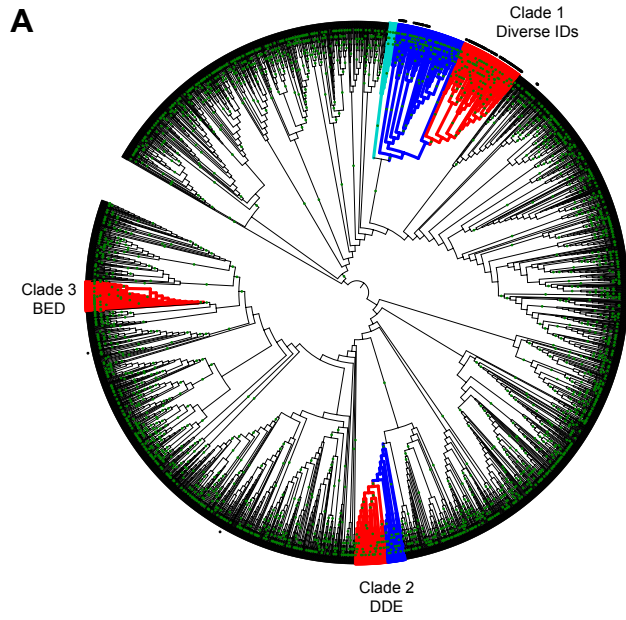 A
Clade 1
Diverse IDs
Clade 3
BED
Clade 2
DDE